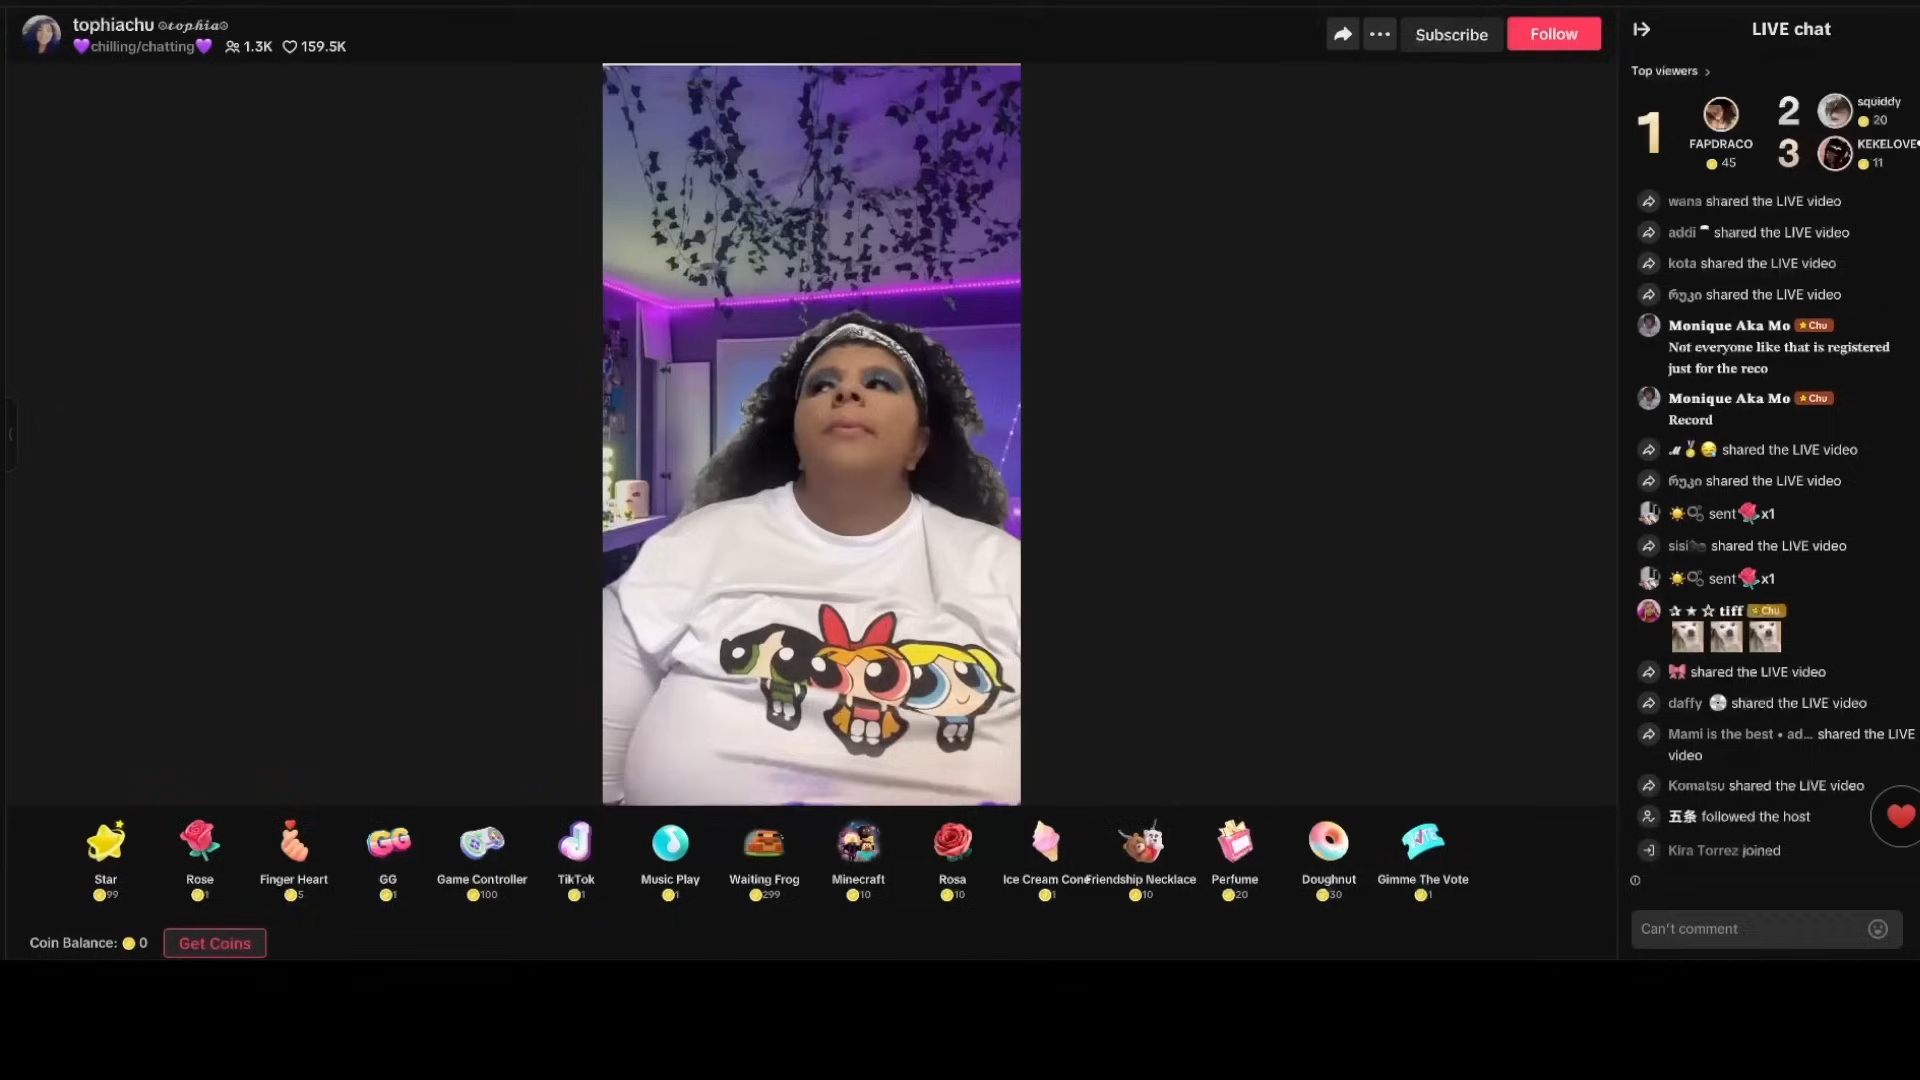 tophiachu ☮𝓽𝓸𝓹𝓱𝓲𝓪☮
💜chilling/chatting💜 1.3K 159.5K
Subscribe
Follow
LIVE chat
Top viewers
1
FAPDRACO
45
2
squiddy
20
3
KEKELOVE
11
wana shared the LIVE video
addi shared the LIVE video
kota shared the LIVE video
shared the LIVE video
Monique Aka Mo Chu
Not everyone like that is registered
just for the reco
Monique Aka Mo Chu
Record
shared the LIVE video
shared the LIVE video
sent x1
sisi shared the LIVE video
sent x1
✰ ★ ☆ tiff Chu
shared the LIVE video
daffy shared the LIVE video
Mami is the best • ad... shared the LIVE
video
Komatsu shared the LIVE video
五条 followed the host
Kira Torrez joined
Can't comment
GG
Star
Rose
Finger Heart
GG
Game Controller
TikTok
Music Play
Waiting Frog
Minecraft
Rosa
Ice Cream Cone
Friendship Necklace
Perfume
Doughnut
Gimme The Vote
99
1
5
1
100
1
1
299
10
10
1
10
20
30
1
Coin Balance: 0
Get Coins